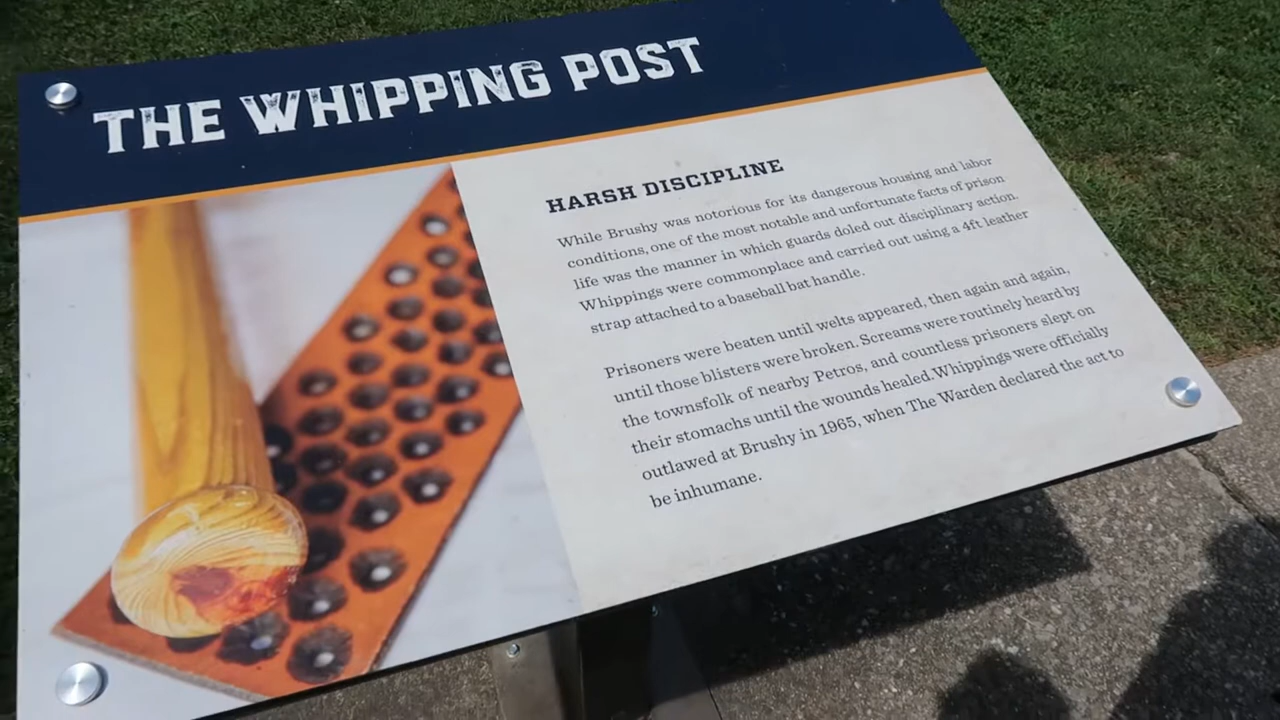 THE WHIPPING POST
HARSH DISCIPLINE
While Brushy was notorious for its dangerous housing and labor
conditions, one of the most notable and unfortunate facts of prison
life was the manner in which guards doled out disciplinary action.
Whippings were commonplace and carried out using a 4ft leather
strap attached to a baseball bat handle.
Prisoners were beaten until welts appeared, then again and again,
until those blisters were broken. Screams were routinely heard by
the townsfolk of nearby Petros, and countless prisoners slept on
their stomachs until the wounds healed. Whippings were officially
outlawed at Brushy in 1965, when The Warden declared the act to
be inhumane.